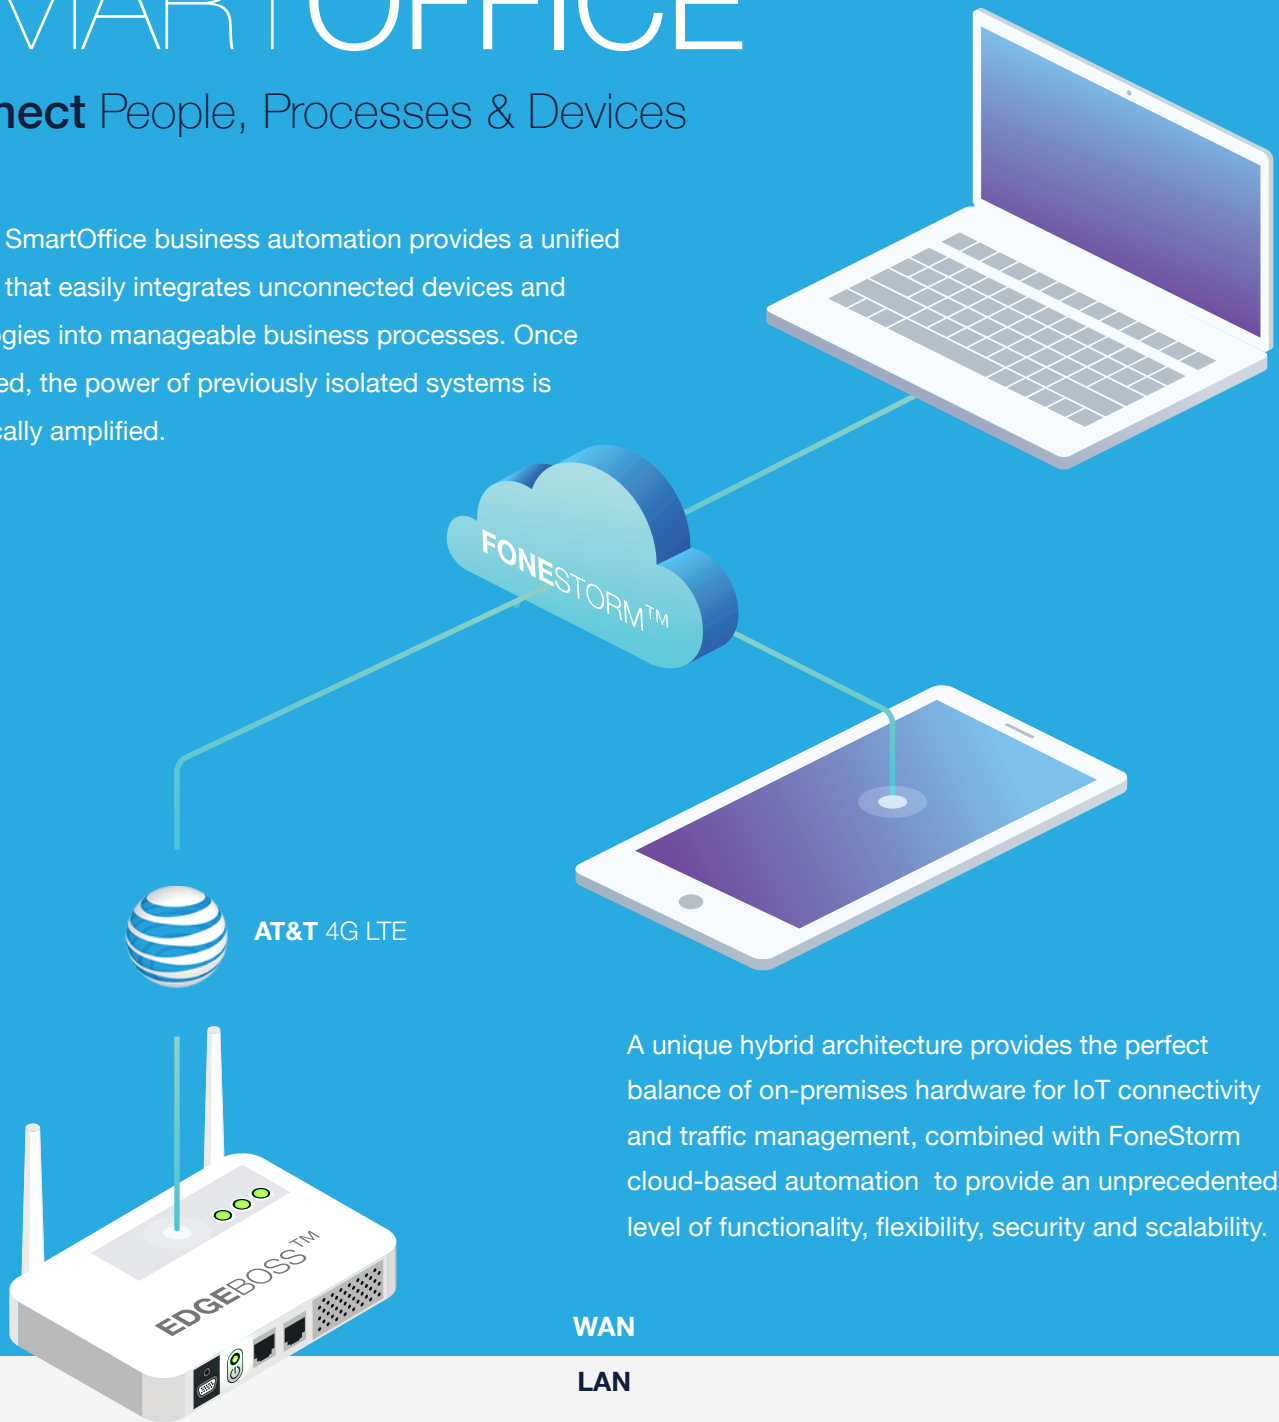 MARTOFFICE
nect People, Processes & Devices
SmartOffice business automation provides a unified
that easily integrates unconnected devices and
ogies into manageable business processes. Once
ed, the power of previously isolated systems is
cally amplified.
FONESTORM™
AT&T 4G LTE
A unique hybrid architecture provides the perfect
balance of on-premises hardware for IoT connectivity
and traffic management, combined with FoneStorm
cloud-based automation  to provide an unprecedented
level of functionality, flexibility, security and scalability.
EDGEBOSS™
WAN
LAN